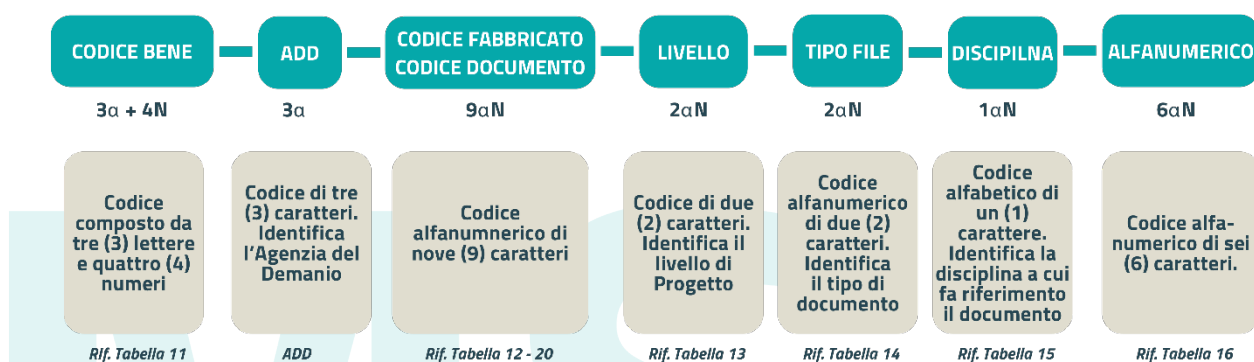 CODICE BENE
ADD
CODICE FABBRICATO
CODICE DOCUMENTO
LIVELLO
TIPO FILE
DISCIPILNA
ALFANUMERICO
3α + 4N
3α
9αN
2αN
2αN
1αN
6αN
Codice
composto da
tre (3) lettere
e quattro (4)
numeri
Codice di tre
(3) caratteri.
Identifica
l’Agenzia del
Demanio
Codice
alfanumnerico di
nove (9) caratteri
Codice di due
(2) caratteri.
Identifica il
livello di
Progetto
Codice
alfanumerico
di due (2)
caratteri.
Identifica
il tipo di
documento
Codice
alfabetico di
un (1)
carattere.
Identifica la
disciplina a cui
fa riferimento
il documento
Codice alfa-
numerico di sei
(6) caratteri.
Rif. Tabella 11
ADD
Rif. Tabella 12 - 20
Rif. Tabella 13
Rif. Tabella 14
Rif. Tabella 15
Rif. Tabella 16